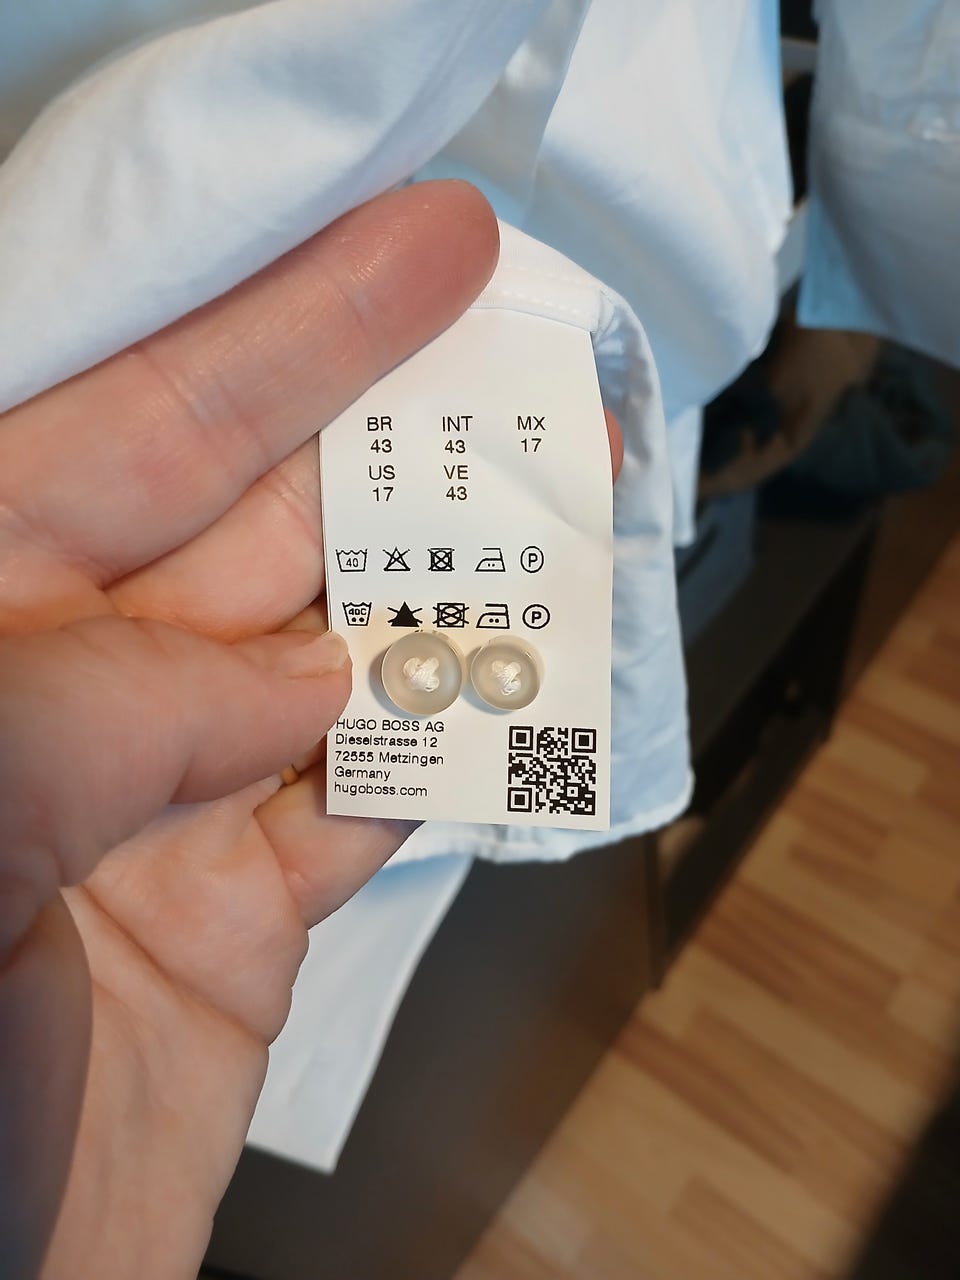 BR INT MX
43 43 17
US VE
17 43
40 P
40C P
HUGO BOSS AG
Dieselstrasse 12
72555 Metzingen
Germany
hugoboss.com